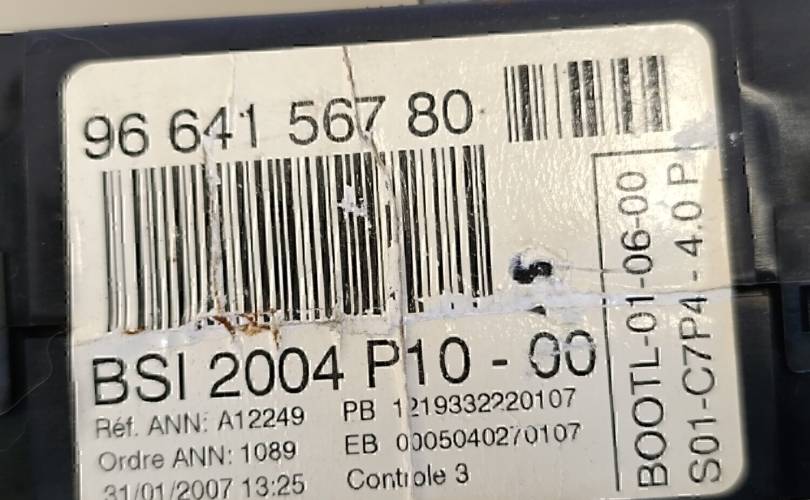 96 641 567 80
BSI 2004 P10 - 00
Réf. ANN: A12249
Ordre ANN: 1089
31/01/2007 13:25
PB 1219332220107
EB 0005040270107
Contrôle 3
BOOTL-01-06-00
S01-C7P4 - 4.0 P